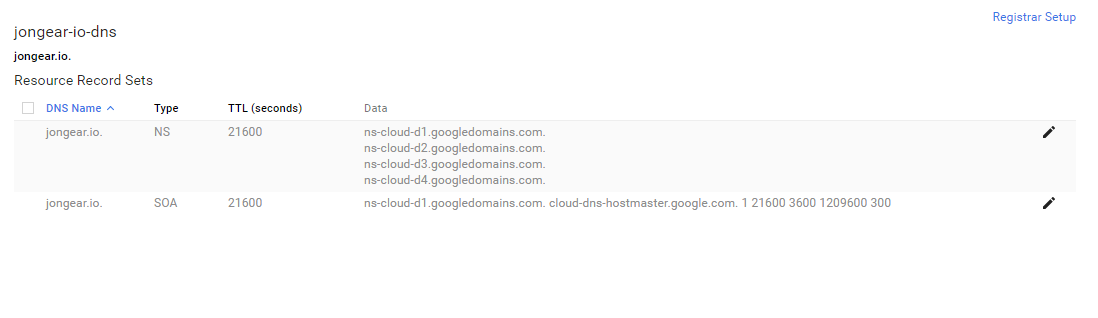 Registrar Setup
jongear-io-dns
jongear.io.
Resource Record Sets
DNS Name Type TTL (seconds) Data
jongear.io. NS 21600 ns-cloud-d1.googledomains.com.
ns-cloud-d2.googledomains.com.
ns-cloud-d3.googledomains.com.
ns-cloud-d4.googledomains.com.
jongear.io. SOA 21600 ns-cloud-d1.googledomains.com. cloud-dns-hostmaster.google.com. 1 21600 3600 1209600 300